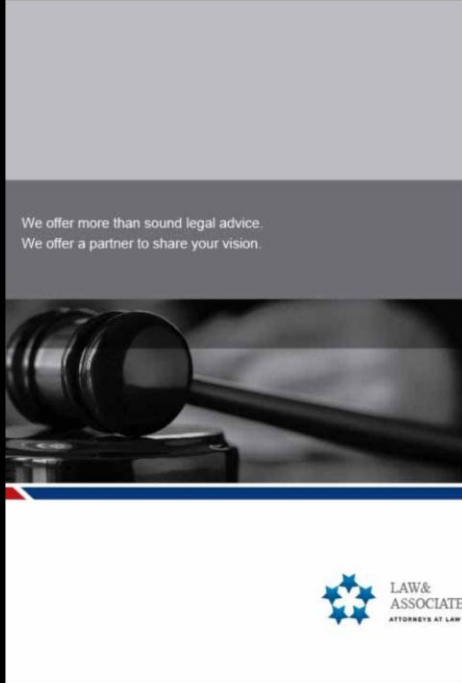 We offer more than sound legal advice.
We offer a partner to share your vision.
LAW&
ASSOCIATE
ATTORNEYS AT LAW